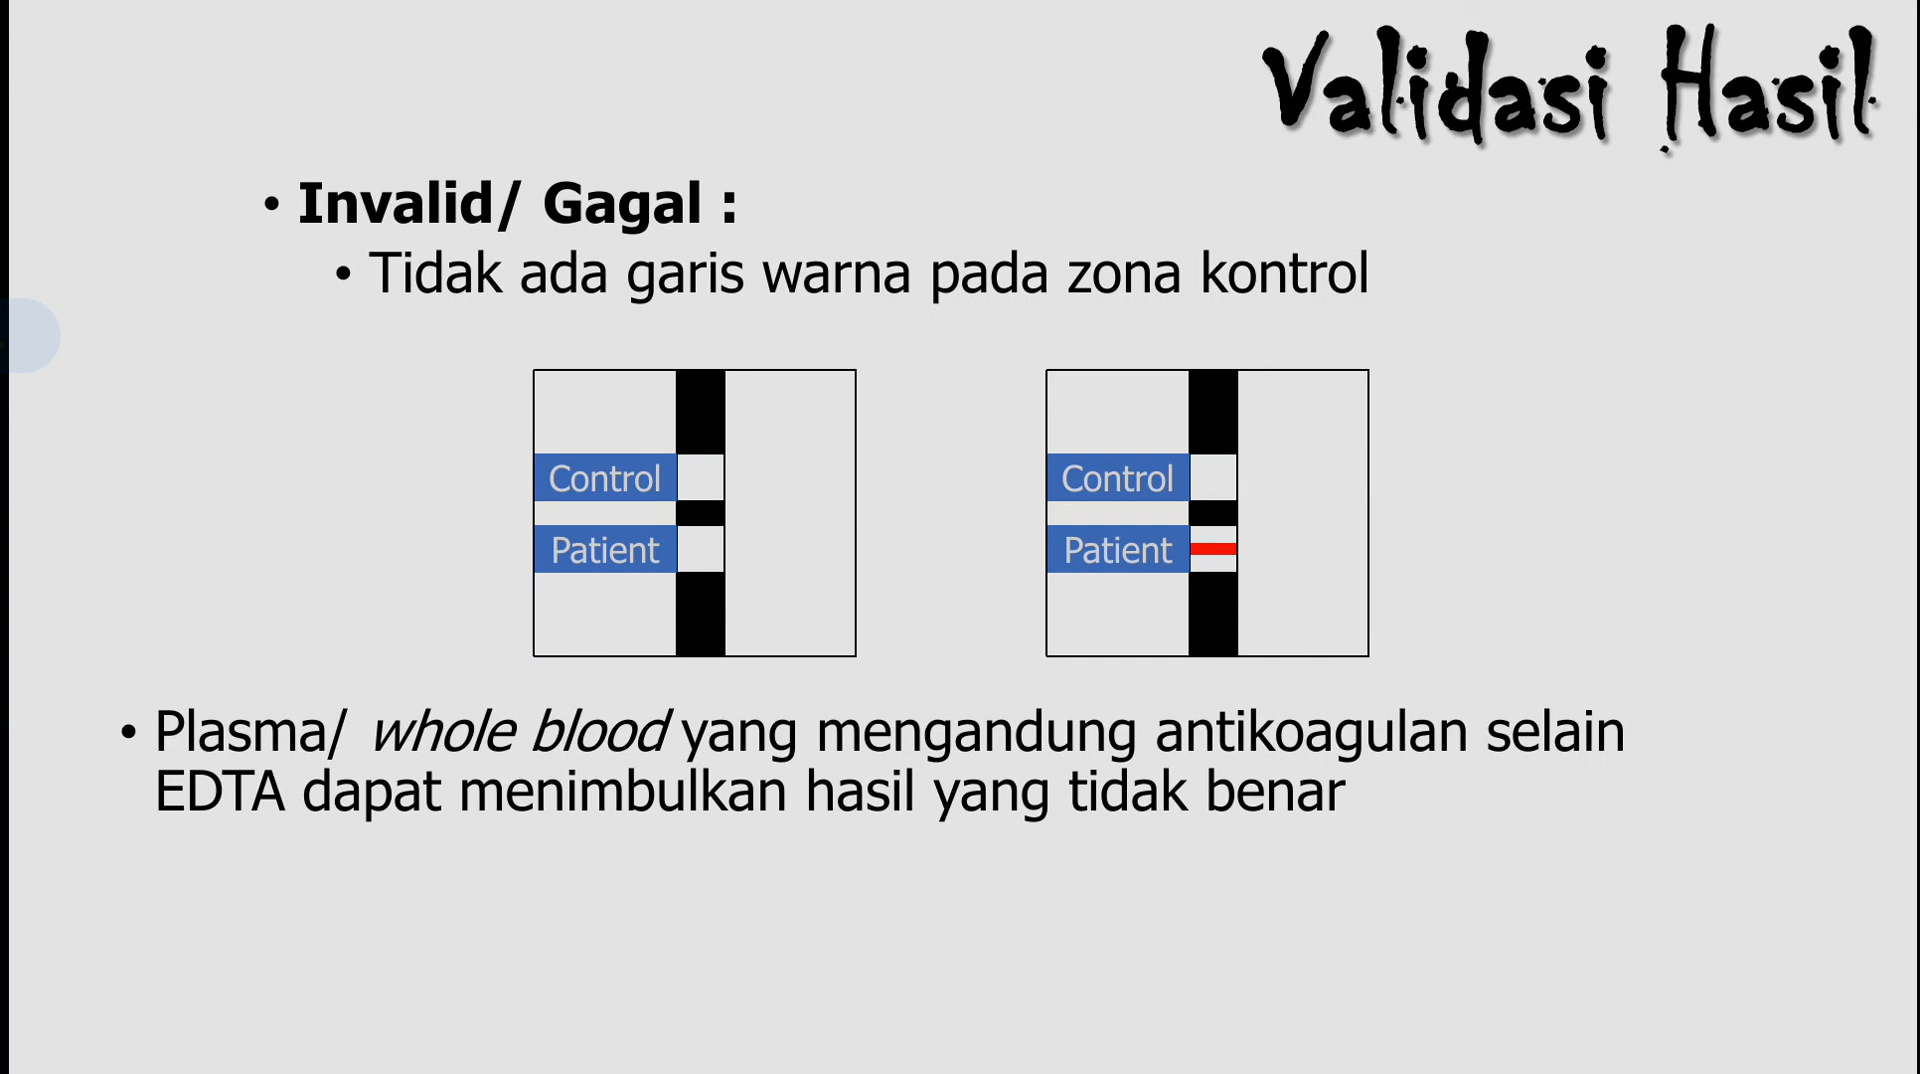 Validasi Hasil
• Invalid/ Gagal :
• Tidak ada garis warna pada zona kontrol
Control
Patient
Control
Patient
• Plasma/ whole blood yang mengandung antikoagulan selain
EDTA dapat menimbulkan hasil yang tidak benar